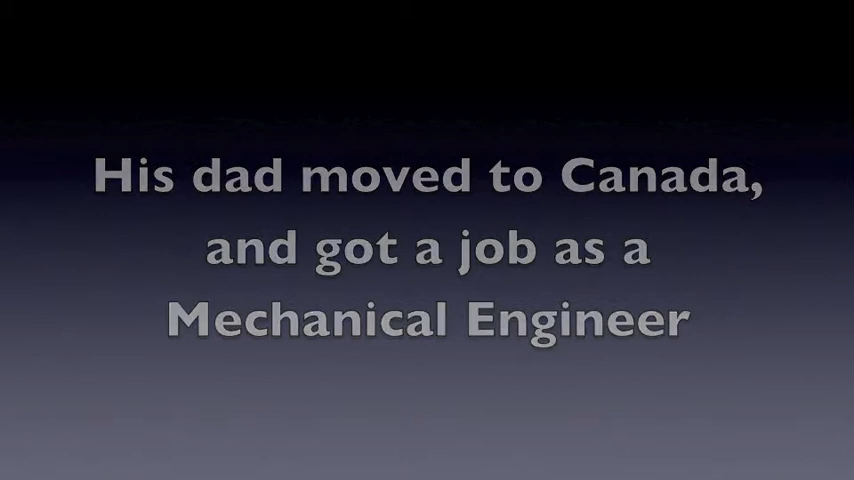 His dad moved to Canada,
and got a job as a
Mechanical Engineer